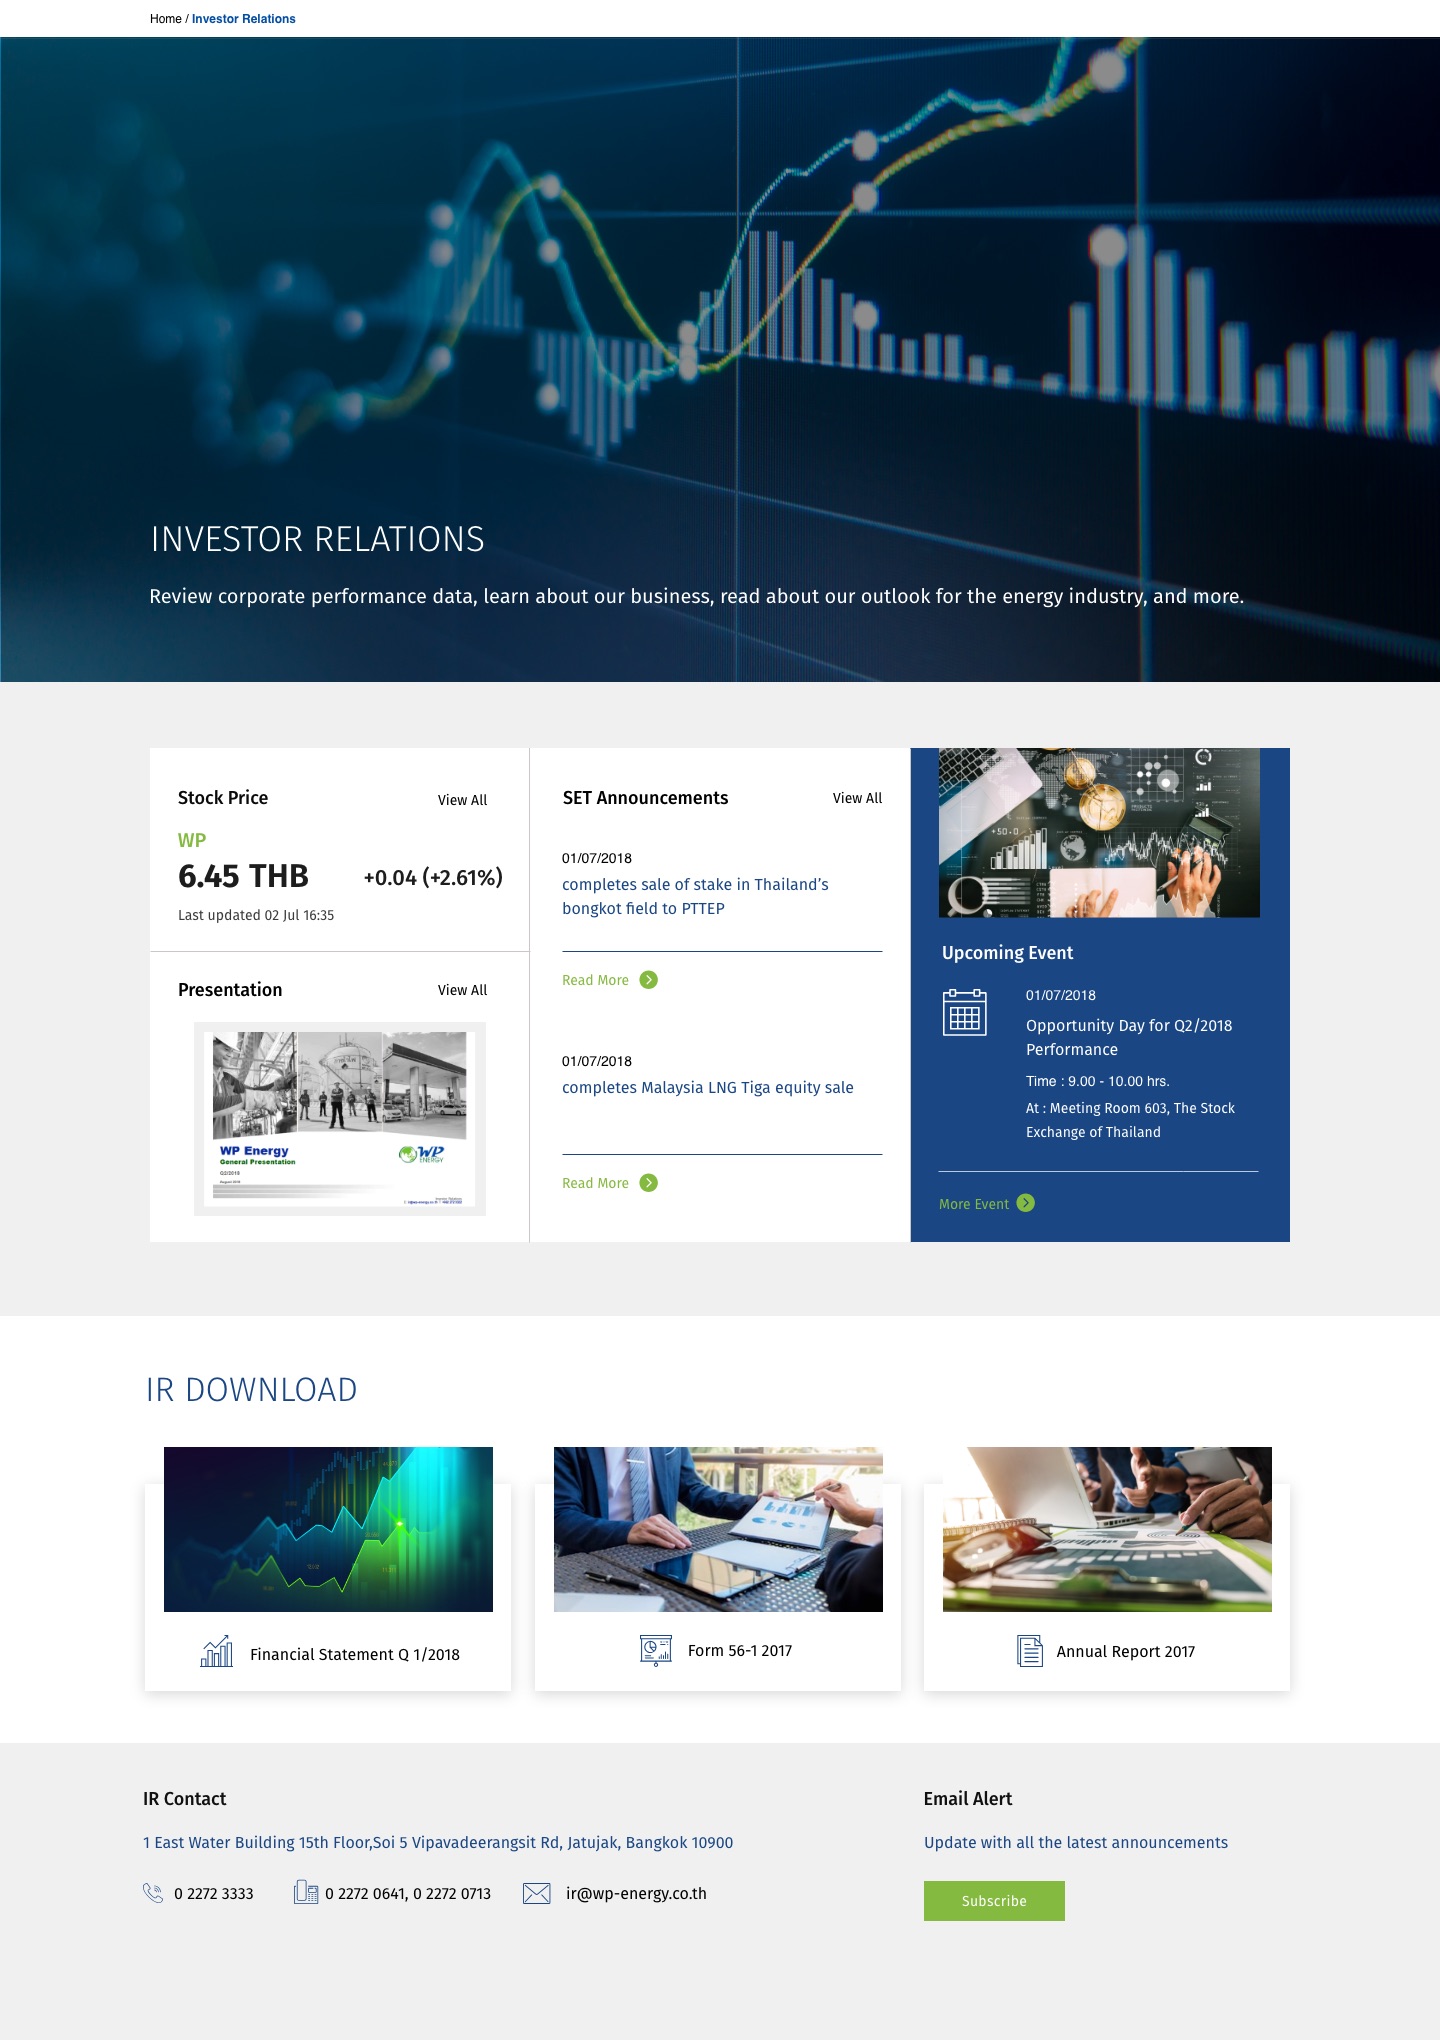 Home / Investor Relations
INVESTOR RELATIONS
Review corporate performance data, learn about our business, read about our outlook for the energy industry, and more.
Stock Price
View All
WP
6.45 THB
+0.04 (+2.61%)
Last updated 02 Jul 16:35
Presentation
View All
WP Energy
General Presentation
Q2/2018
August 2018
WP
ENERGY
SET Announcements
View All
01/07/2018
completes sale of stake in Thailand’s
bongkot field to PTTEP
Read More
01/07/2018
completes Malaysia LNG Tiga equity sale
Read More
+50.0
Upcoming Event
01/07/2018
Opportunity Day for Q2/2018
Performance
Time : 9.00 - 10.00 hrs.
At : Meeting Room 603, The Stock
Exchange of Thailand
More Event
IR DOWNLOAD
Financial Statement Q 1/2018
Form 56-1 2017
Annual Report 2017
IR Contact
1 East Water Building 15th Floor,Soi 5 Vipavadeerangsit Rd, Jatujak, Bangkok 10900
0 2272 3333
0 2272 0641, 0 2272 0713
ir@wp-energy.co.th
Email Alert
Update with all the latest announcements
Subscribe